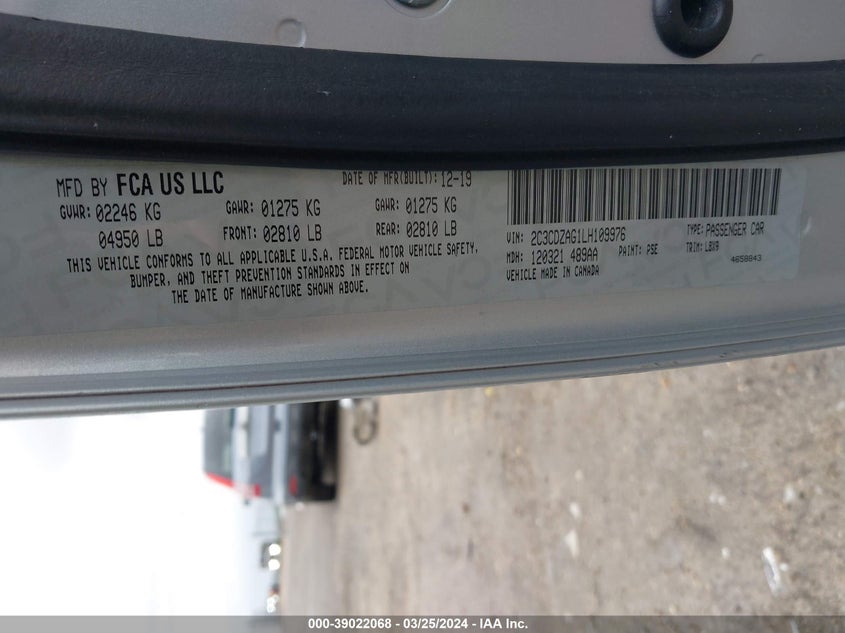 MFD BY FCA US LLC
DATE OF MFR(BUILT): 12-19
GVWR: 02246 KG
GAWR: 01275 KG
GAWR: 01275 KG
04950 LB
FRONT: 02810 LB
REAR: 02810 LB
THIS VEHICLE CONFORMS TO ALL APPLICABLE U.S.A. FEDERAL MOTOR VEHICLE SAFETY,
BUMPER, AND THEFT PREVENTION STANDARDS IN EFFECT ON
THE DATE OF MANUFACTURE SHOWN ABOVE.
VIN: 2C3CDZAG1LH109976
TYPE: PASSENGER CAR
MDH: 120321 489AA
PAINT: PSE
TRIM: LBX9
VEHICLE MADE IN CANADA
4658843
000-39022068 - 03/25/2024 - IAA Inc.